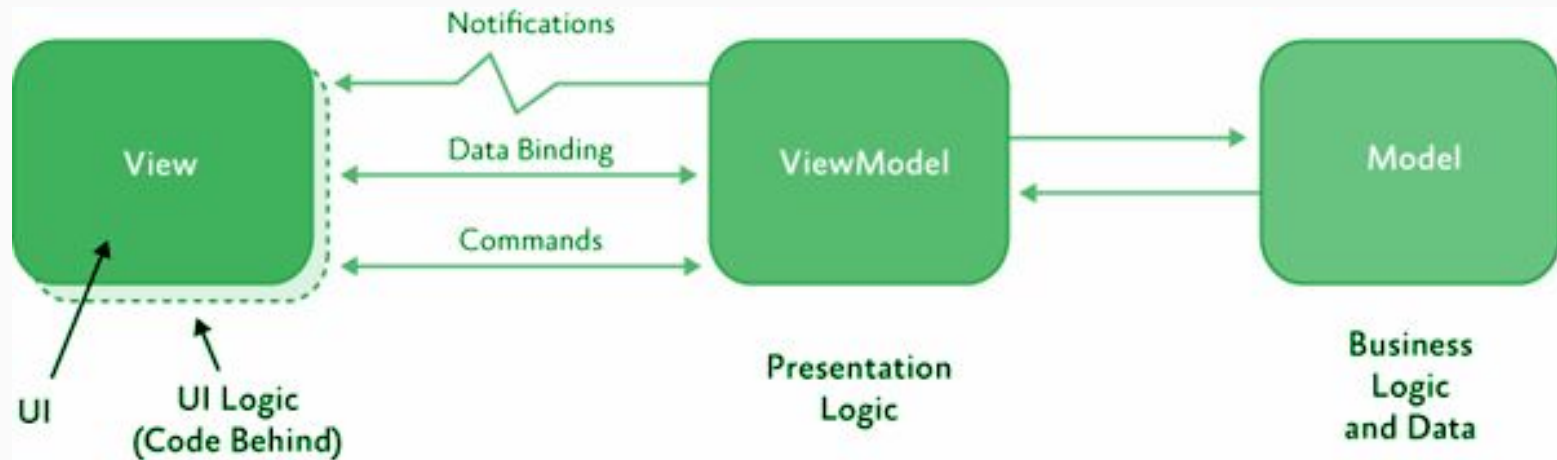 Notifications
View
Data Binding
ViewModel
Model
Commands
UI
UI Logic
(Code Behind)
Presentation
Logic
Business
Logic
and Data